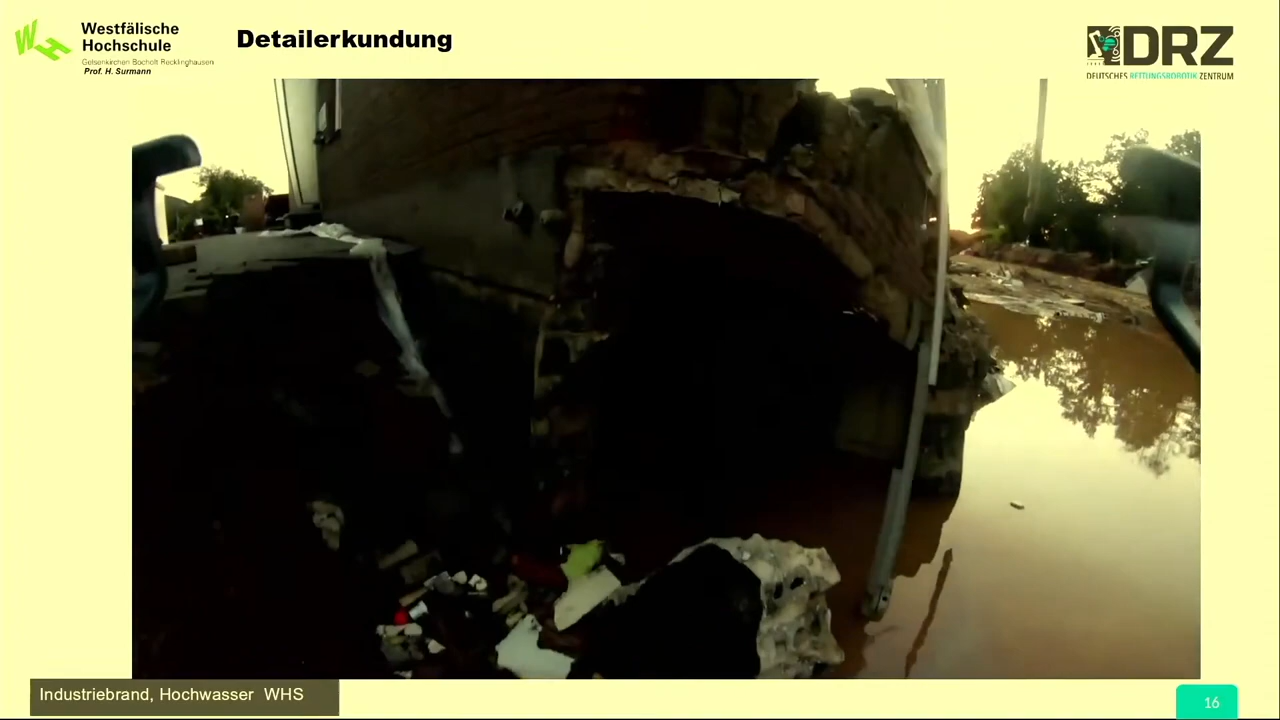 Westfälische
Hochschule
Gelsenkirchen Bocholt Recklinghausen
Prof. H. Surmann
Detailerkundung
DRZ
DEUTSCHES RETTUNGSROBOTIK ZENTRUM
Industriebrand, Hochwasser WHS
16